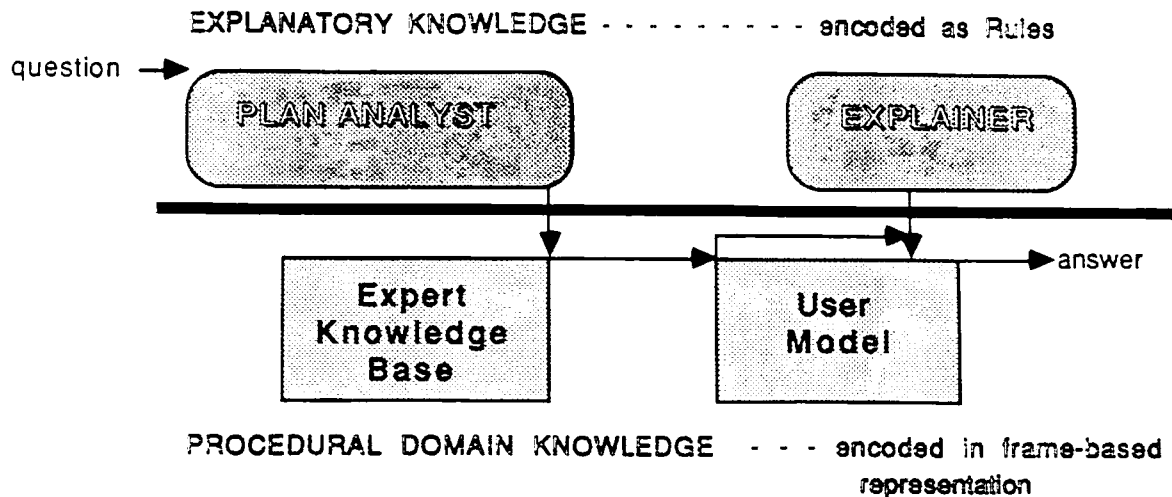 EXPLANATORY KNOWLEDGE - - - - - - - - - encoded as Rules
question
PLAN ANALYST
EXPLAINER
answer
Expert
Knowledge
Base
User
Model
PROCEDURAL DOMAIN KNOWLEDGE - - - encoded in frame-based
representation